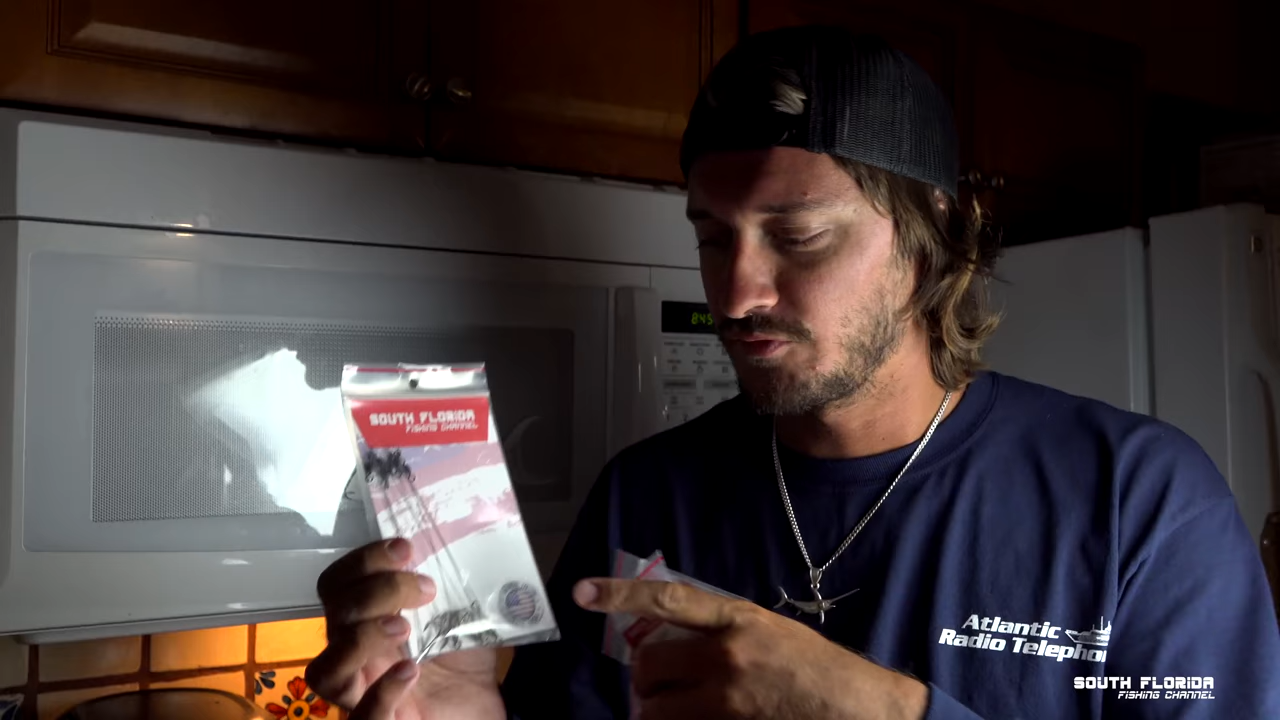 SOUTH FLORIDA
FISHING CHANNEL
845
Atlantic
Radio Telephon
SOUTH FLORIDA
FISHING CHANNEL